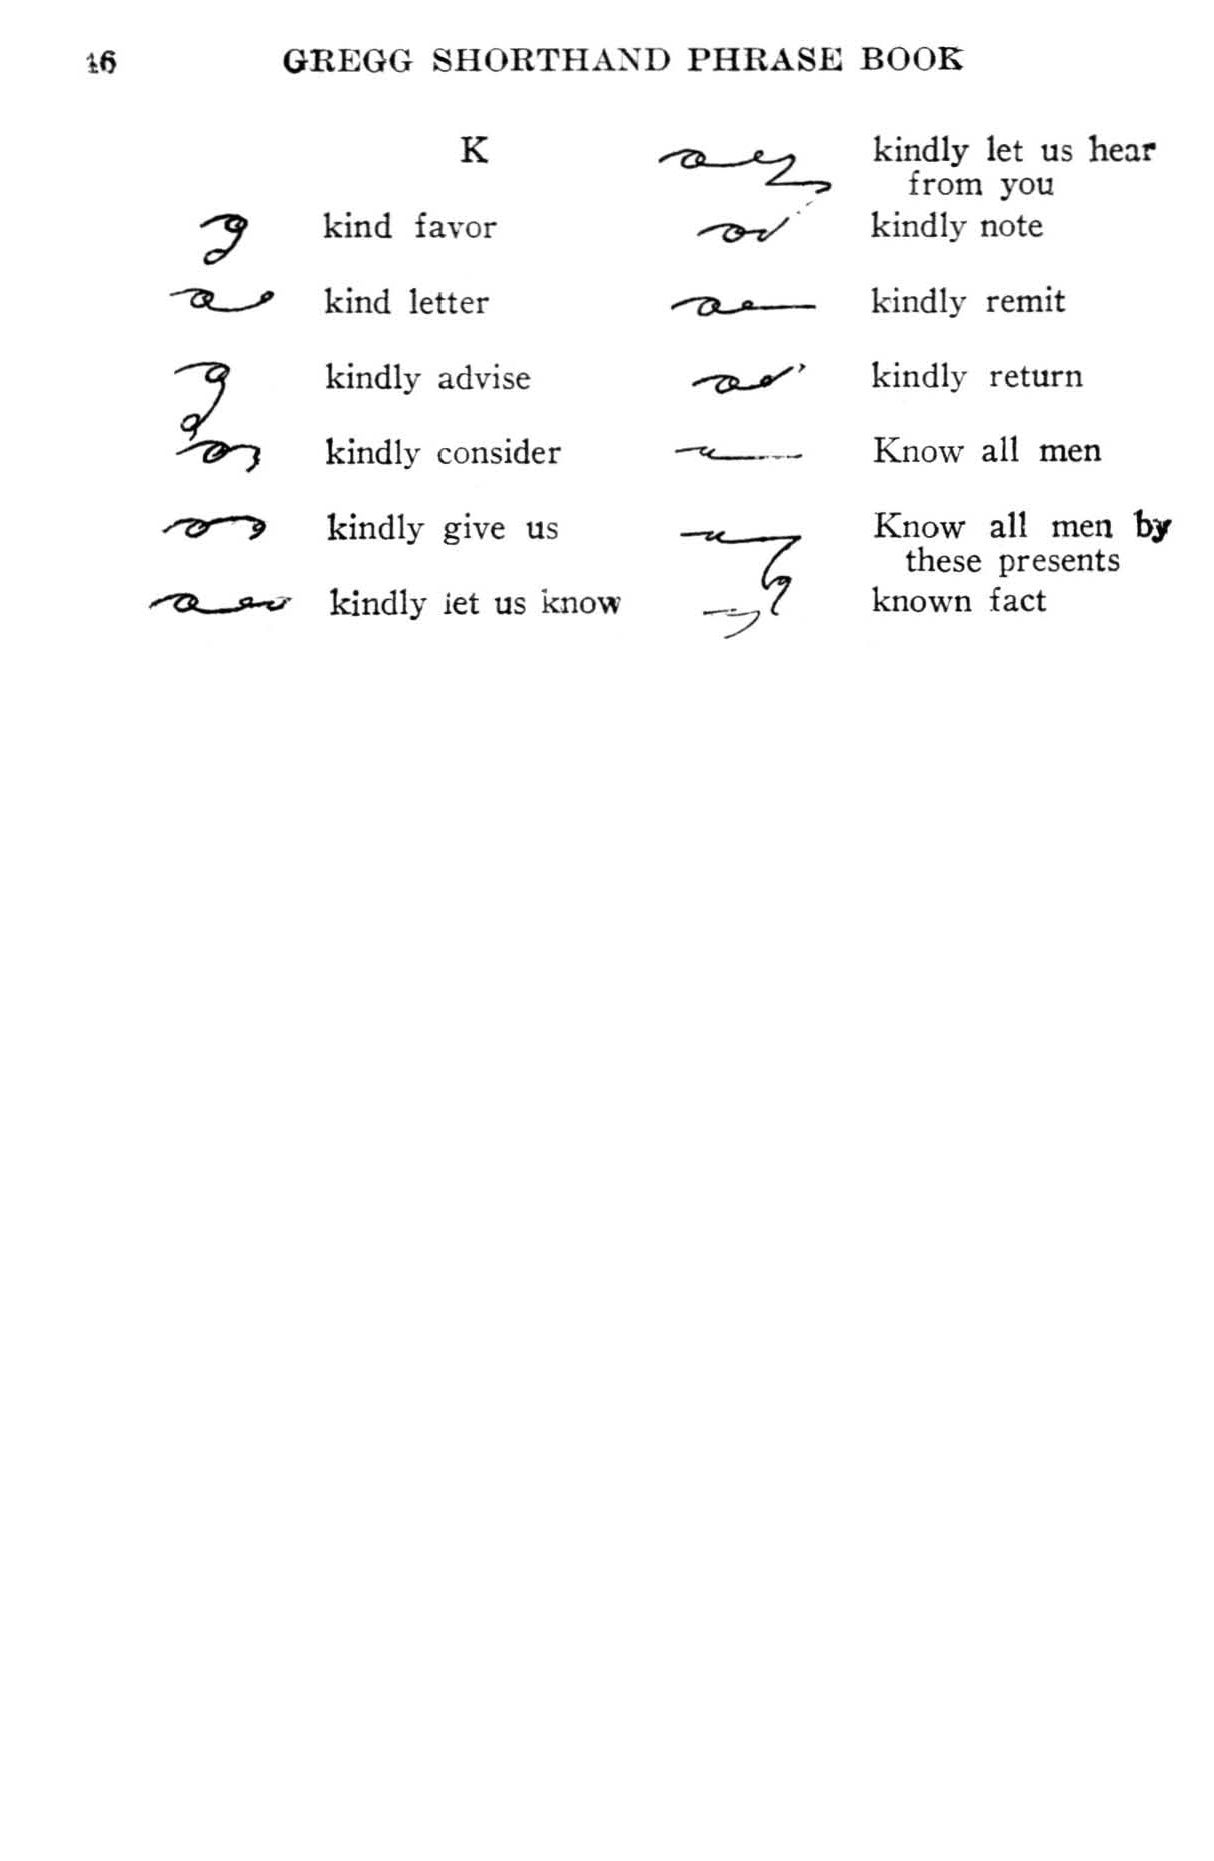 46 GREGG SHORTHAND PHRASE BOOK
K
kind favor
kind letter
kindly advise
kindly consider
kindly give us
kindly let us know
kindly let us hear
from you
kindly note
kindly remit
kindly return
Know all men
Know all men by
these presents
known fact